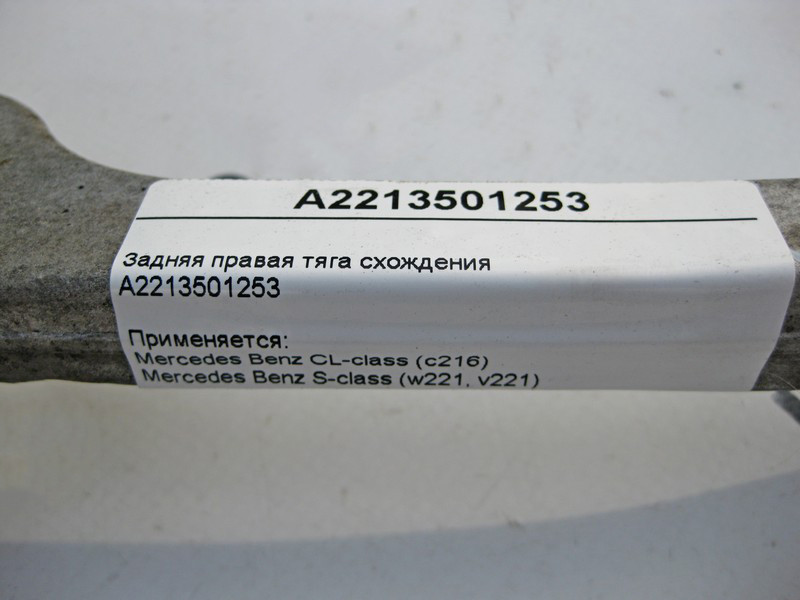 A2213501253
Задняя правая тяга схождения
A2213501253
Применяется:
Mercedes Benz CL-class (c216)
Mercedes Benz S-class (w221, v221)